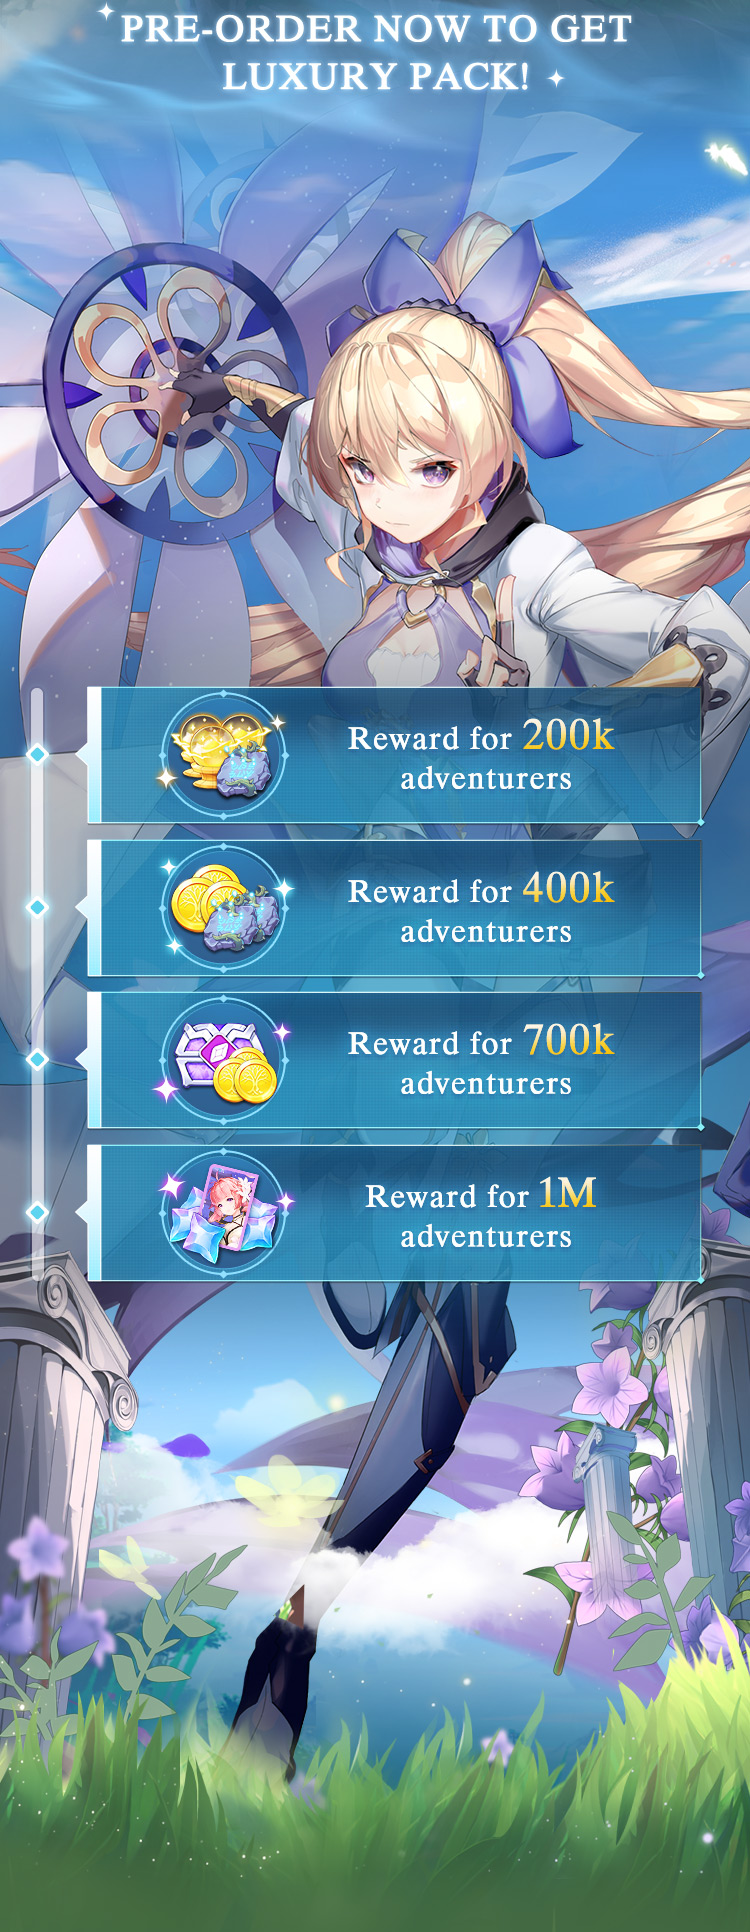 PRE-ORDER NOW TO GET
LUXURY PACK!
Reward for 200k
adventurers
Reward for 400k
adventurers
Reward for 700k
adventurers
Reward for 1M
adventurers